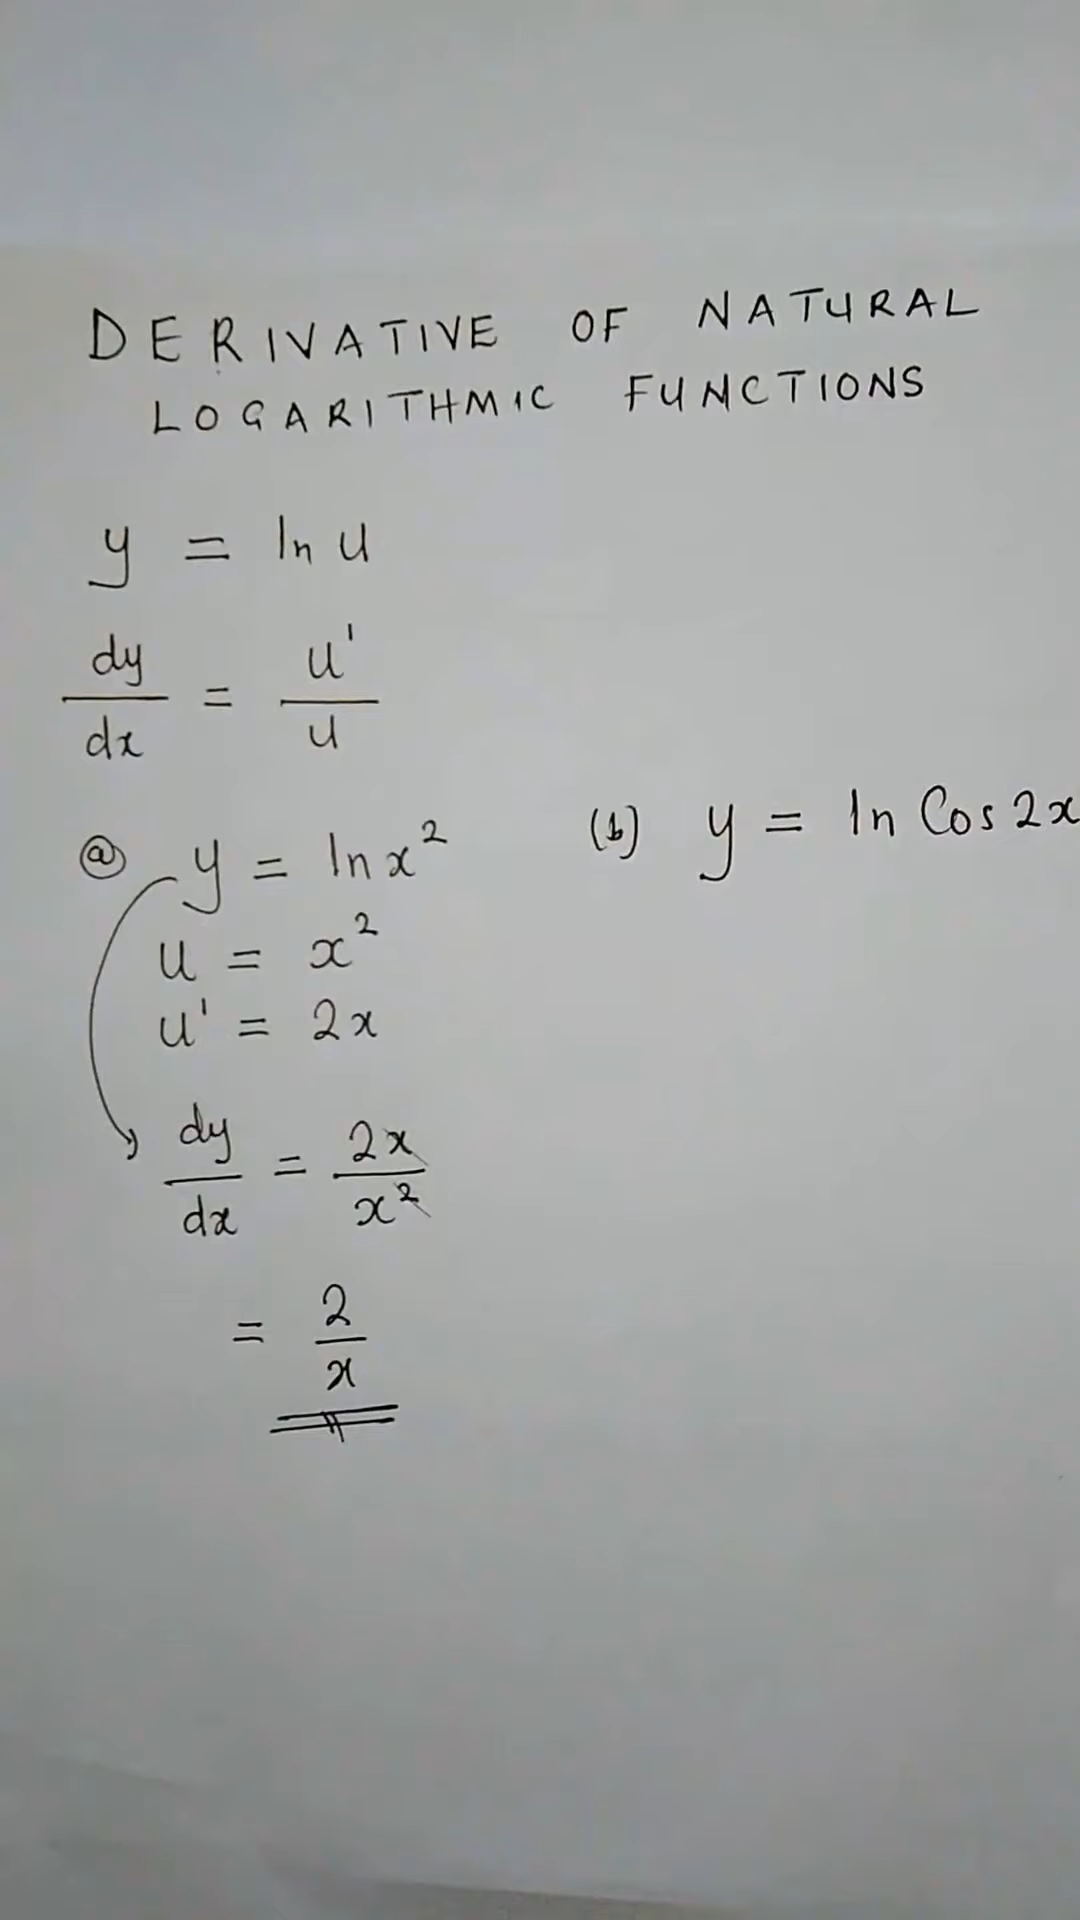 DERIVATIVE OF NATURAL
LOGARITHMIC FUNCTIONS
y = ln u
dy/dx = u'/u
(a) y = ln x²
u = x²
u' = 2x
dy/dx = 2x/x²
= 2/x
(b) y = ln Cos 2x